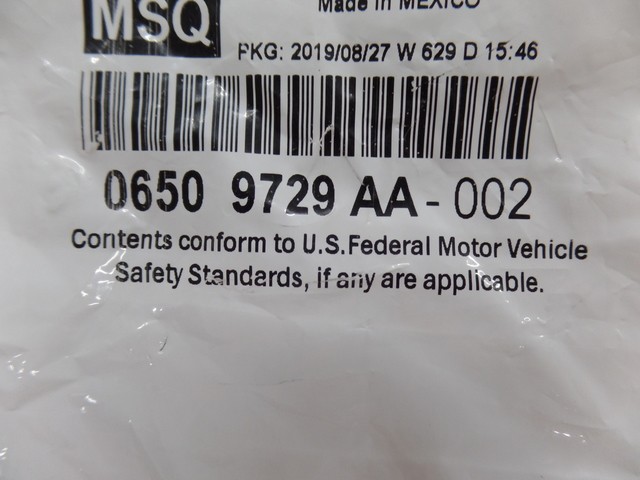 Made in MEXICO
MSQ
PKG: 2019/08/27 W 629 D 15:46
0650 9729 AA - 002
Contents conform to U.S.Federal Motor Vehicle
Safety Standards, if any are applicable.